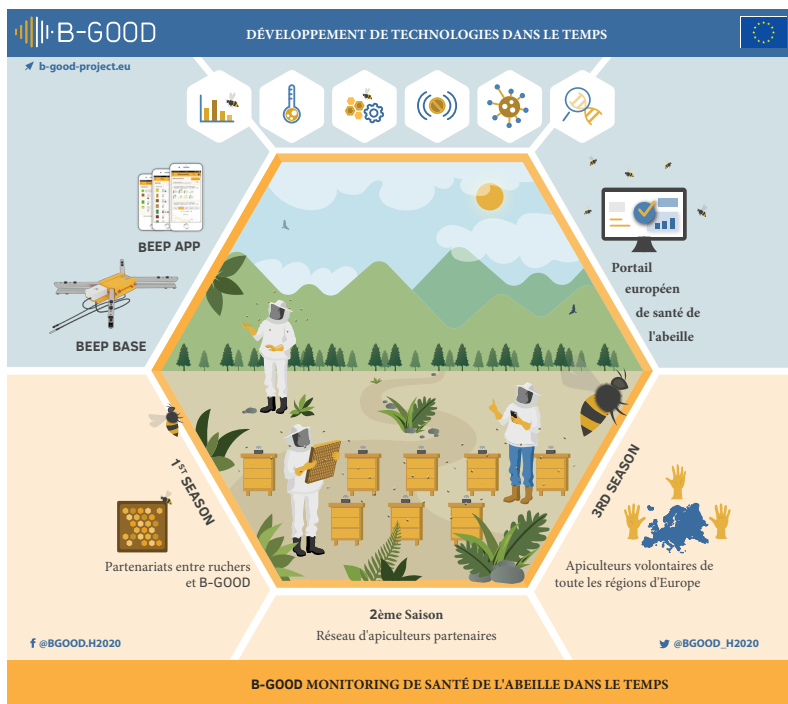 B-GOOD
DÉVELOPPEMENT DE TECHNOLOGIES DANS LE TEMPS
b-good-project.eu
BEEP APP
BEEP BASE
Portail
européen
de santé de
l'abeille
1ST SEASON
3RD SEASON
Partenariats entre ruchers
et B-GOOD
Apiculteurs volontaires de
toute les régions d'Europe
2ème Saison
Réseau d'apiculteurs partenaires
@BGOOD.H2020
@BGOOD_H2020
B-GOOD MONITORING DE SANTÉ DE L'ABEILLE DANS LE TEMPS